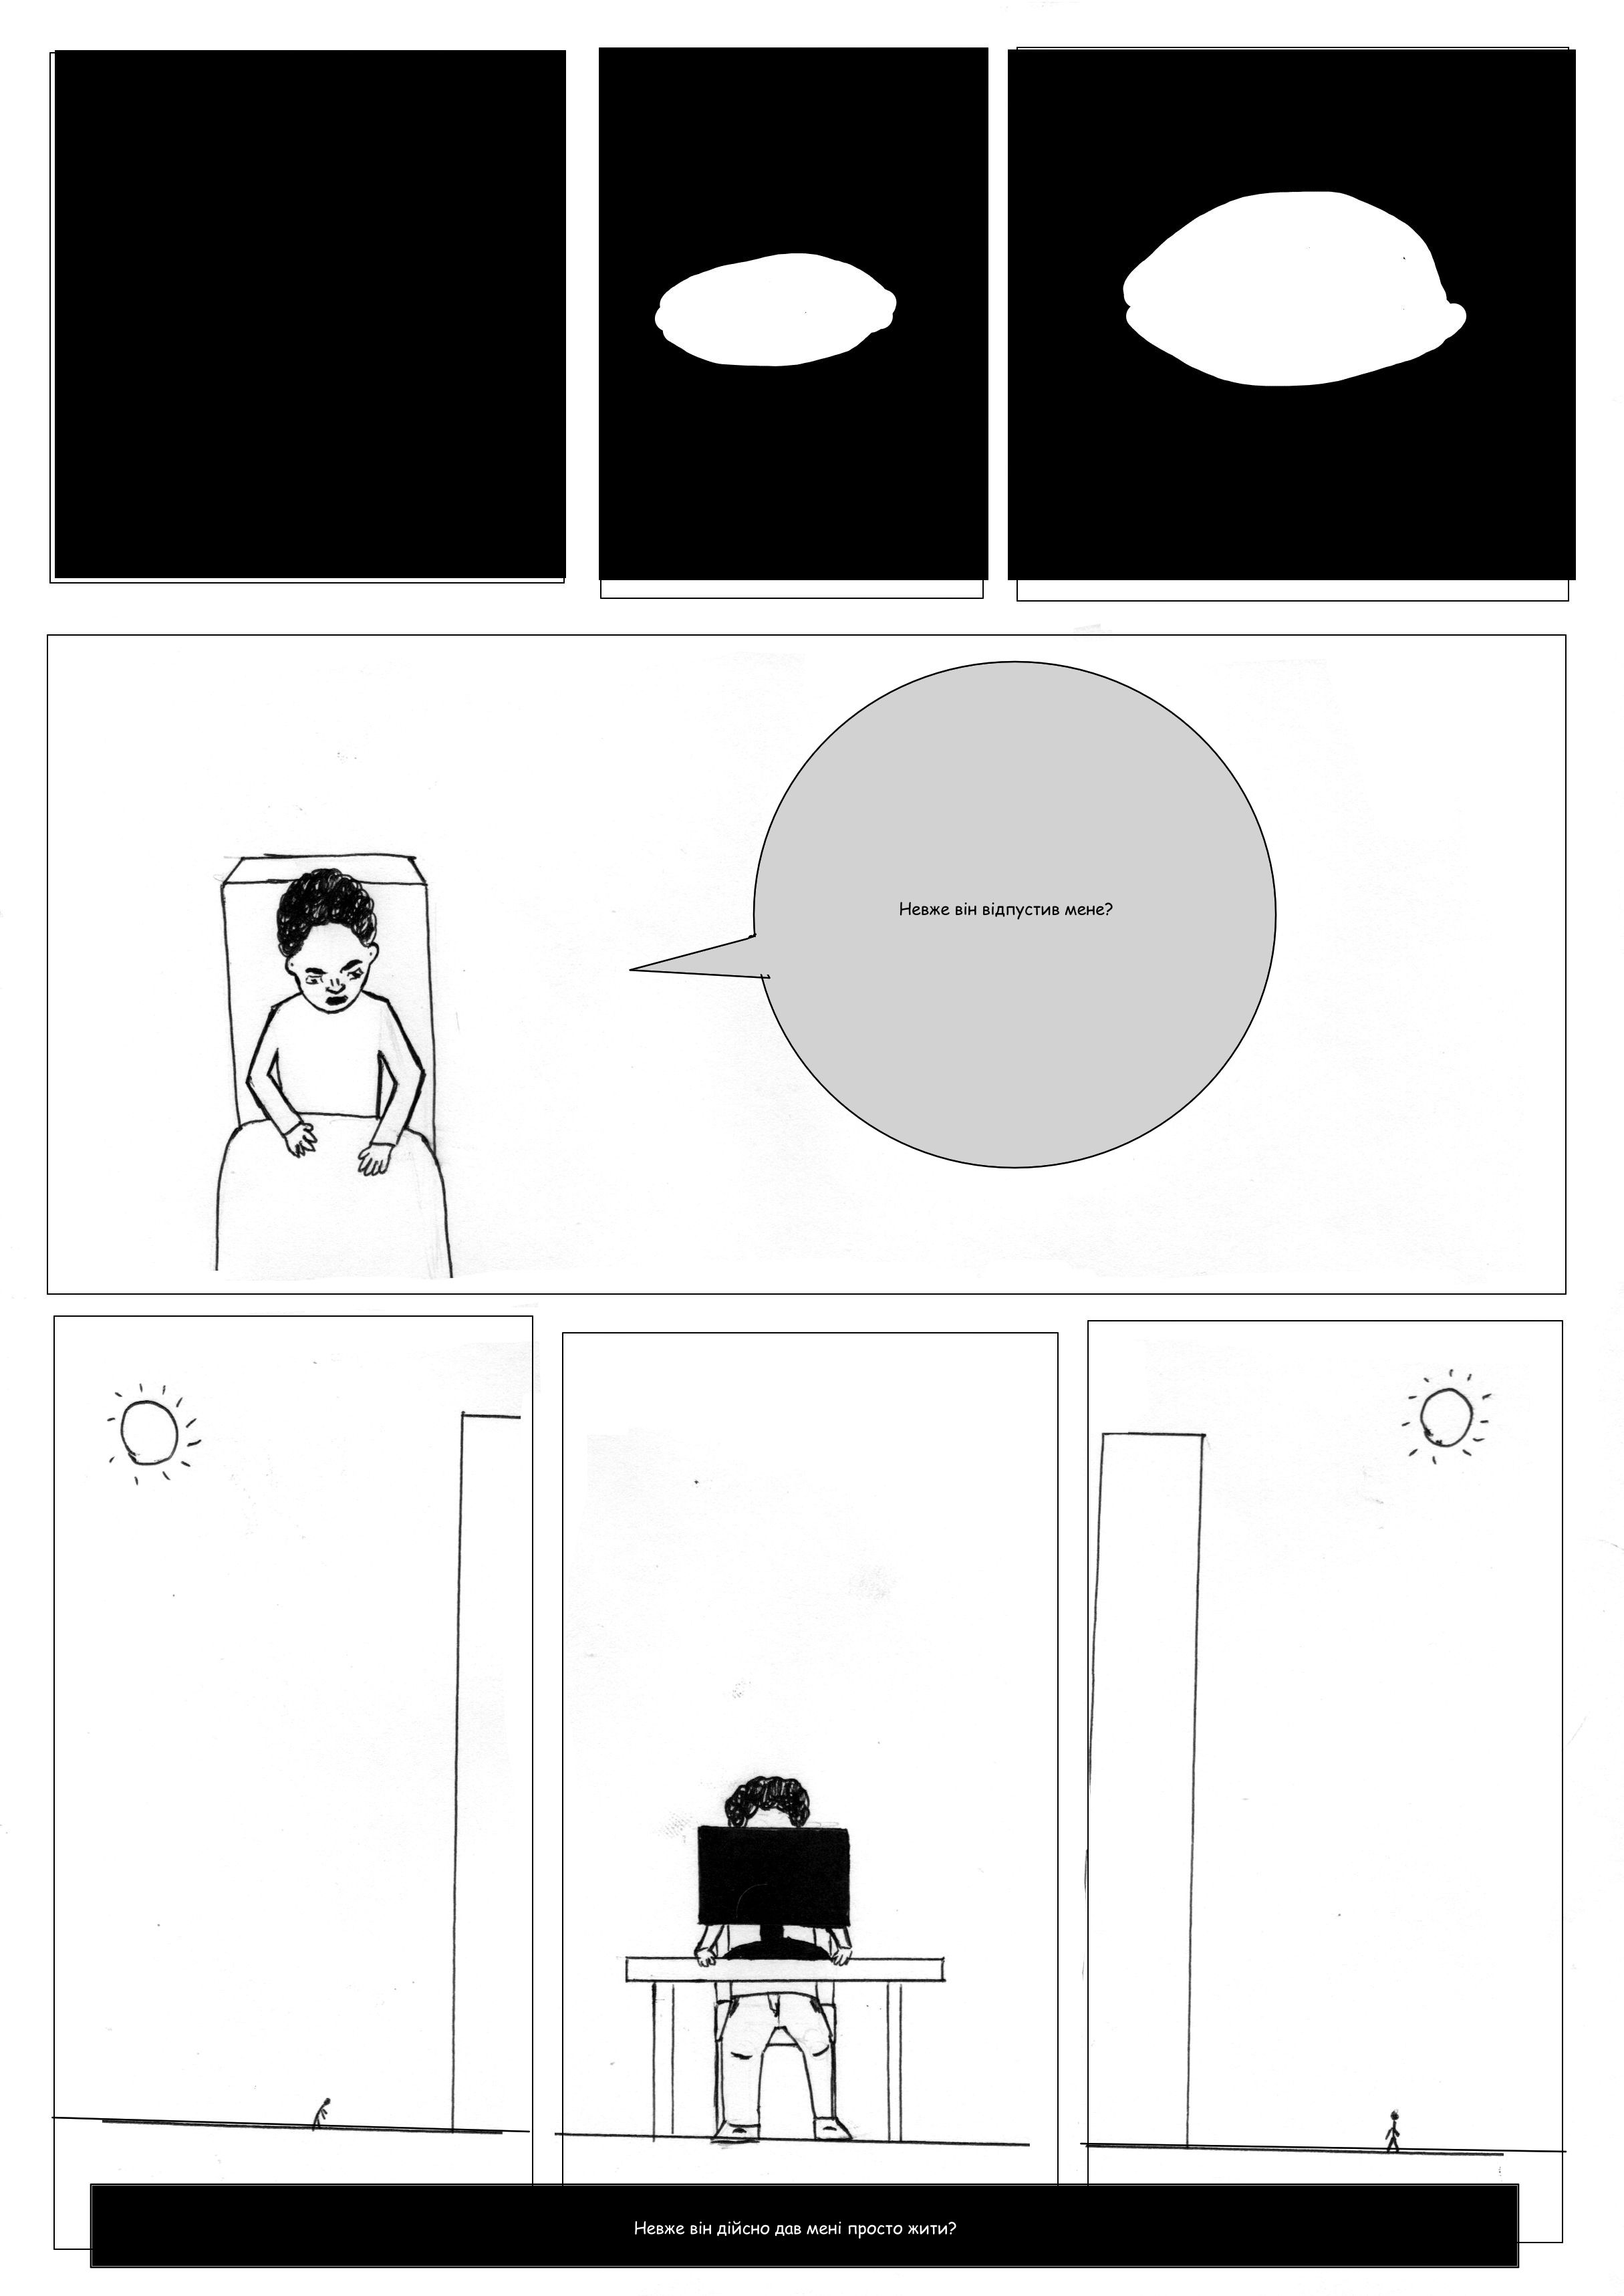 Невже він відпустив мене?
Невже він дійсно дав мені просто жити?